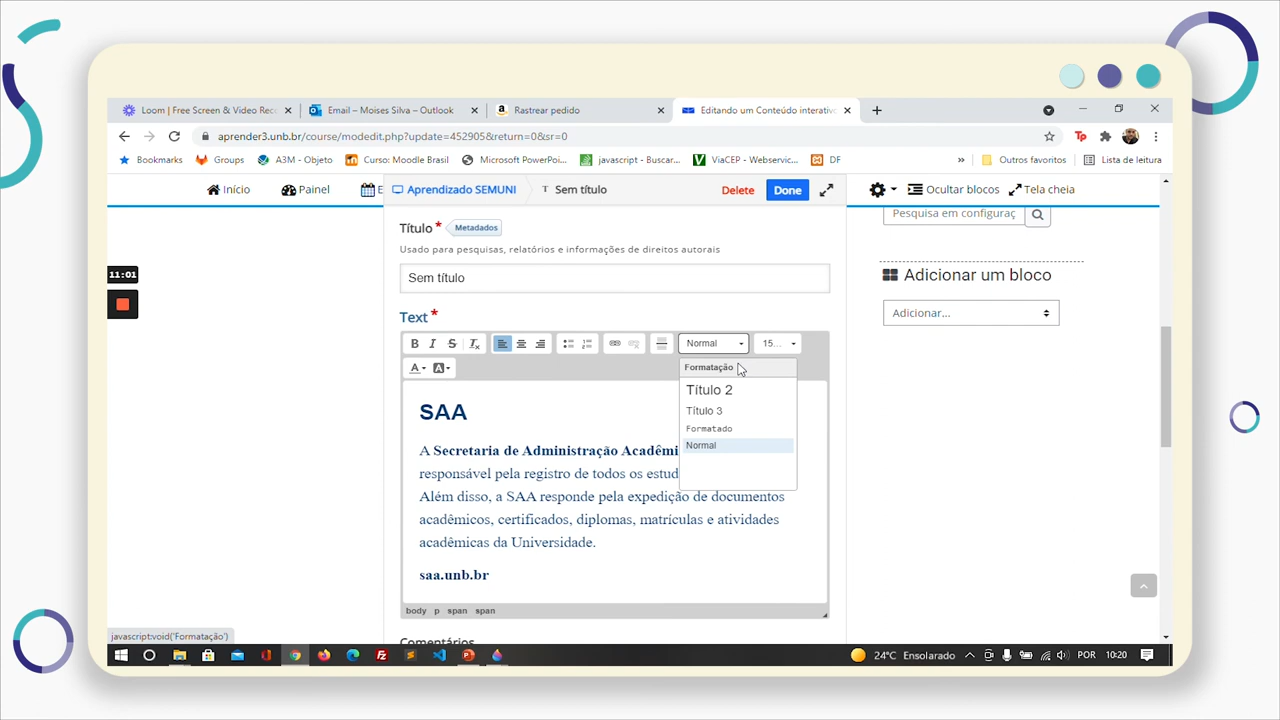 Loom | Free Screen & Video Rec
Email – Moises Silva – Outlook
Rastrear pedido
Editando um Conteúdo interativo
aprender3.unb.br/course/modedit.php?update=452905&return=0&sr=0
Bookmarks
Groups
A3M - Objeto
Curso: Moodle Brasil
Microsoft PowerPoi...
javascript - Buscar...
ViaCEP - Webservic...
DF
»
Outros favoritos
Lista de leitura
Início
Painel
E
Aprendizado SEMUNI
T Sem título
Delete
Done
Ocultar blocos
Tela cheia
Título*
Metadados
Pesquisa em configuraç
Usado para pesquisas, relatórios e informações de direitos autorais
11:01
Adicionar um bloco
Sem título
Adicionar...
Text*
B I S Tx
Normal
15...
A A
Formatação
Título 2
Título 3
Formatado
Normal
SAA
A Secretaria de Administração Acadêmi
responsável pela registro de todos os estud
Além disso, a SAA responde pela expedição de documentos
acadêmicos, certificados, diplomas, matrículas e atividades
acadêmicas da Universidade.
saa.unb.br
body p span span
Comentários
javascript:void('Formatação')
24°C Ensolarado
POR
10:20